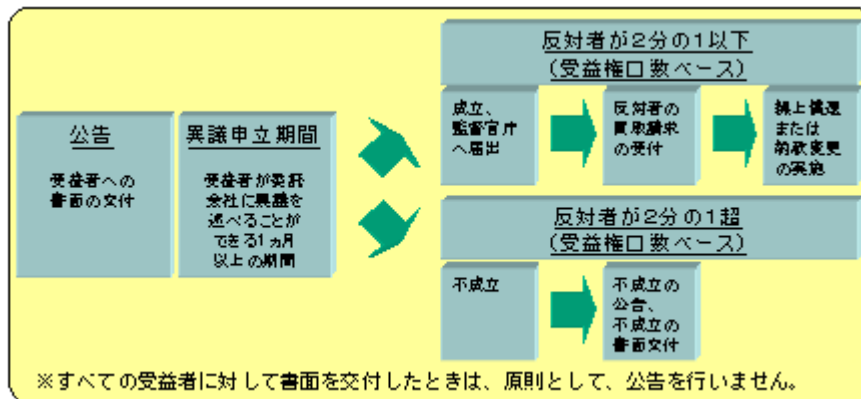 公告
受益者への
書面の交付
異議申立期間
受益者が委託
会社に異議を
述べることが
できる1ヵ月
以上の期間
反対者が2分の1以下
(受益権口数ベース)
成立、
監督官庁
へ届出
反対者の
買取請求
の受付
繰上償還
または
約款変更
の実施
反対者が2分の1超
(受益権口数ベース)
不成立
不成立の
公告、
不成立の
書面交付
※すべての受益者に対して書面を交付したときは、原則として、公告を行いません。